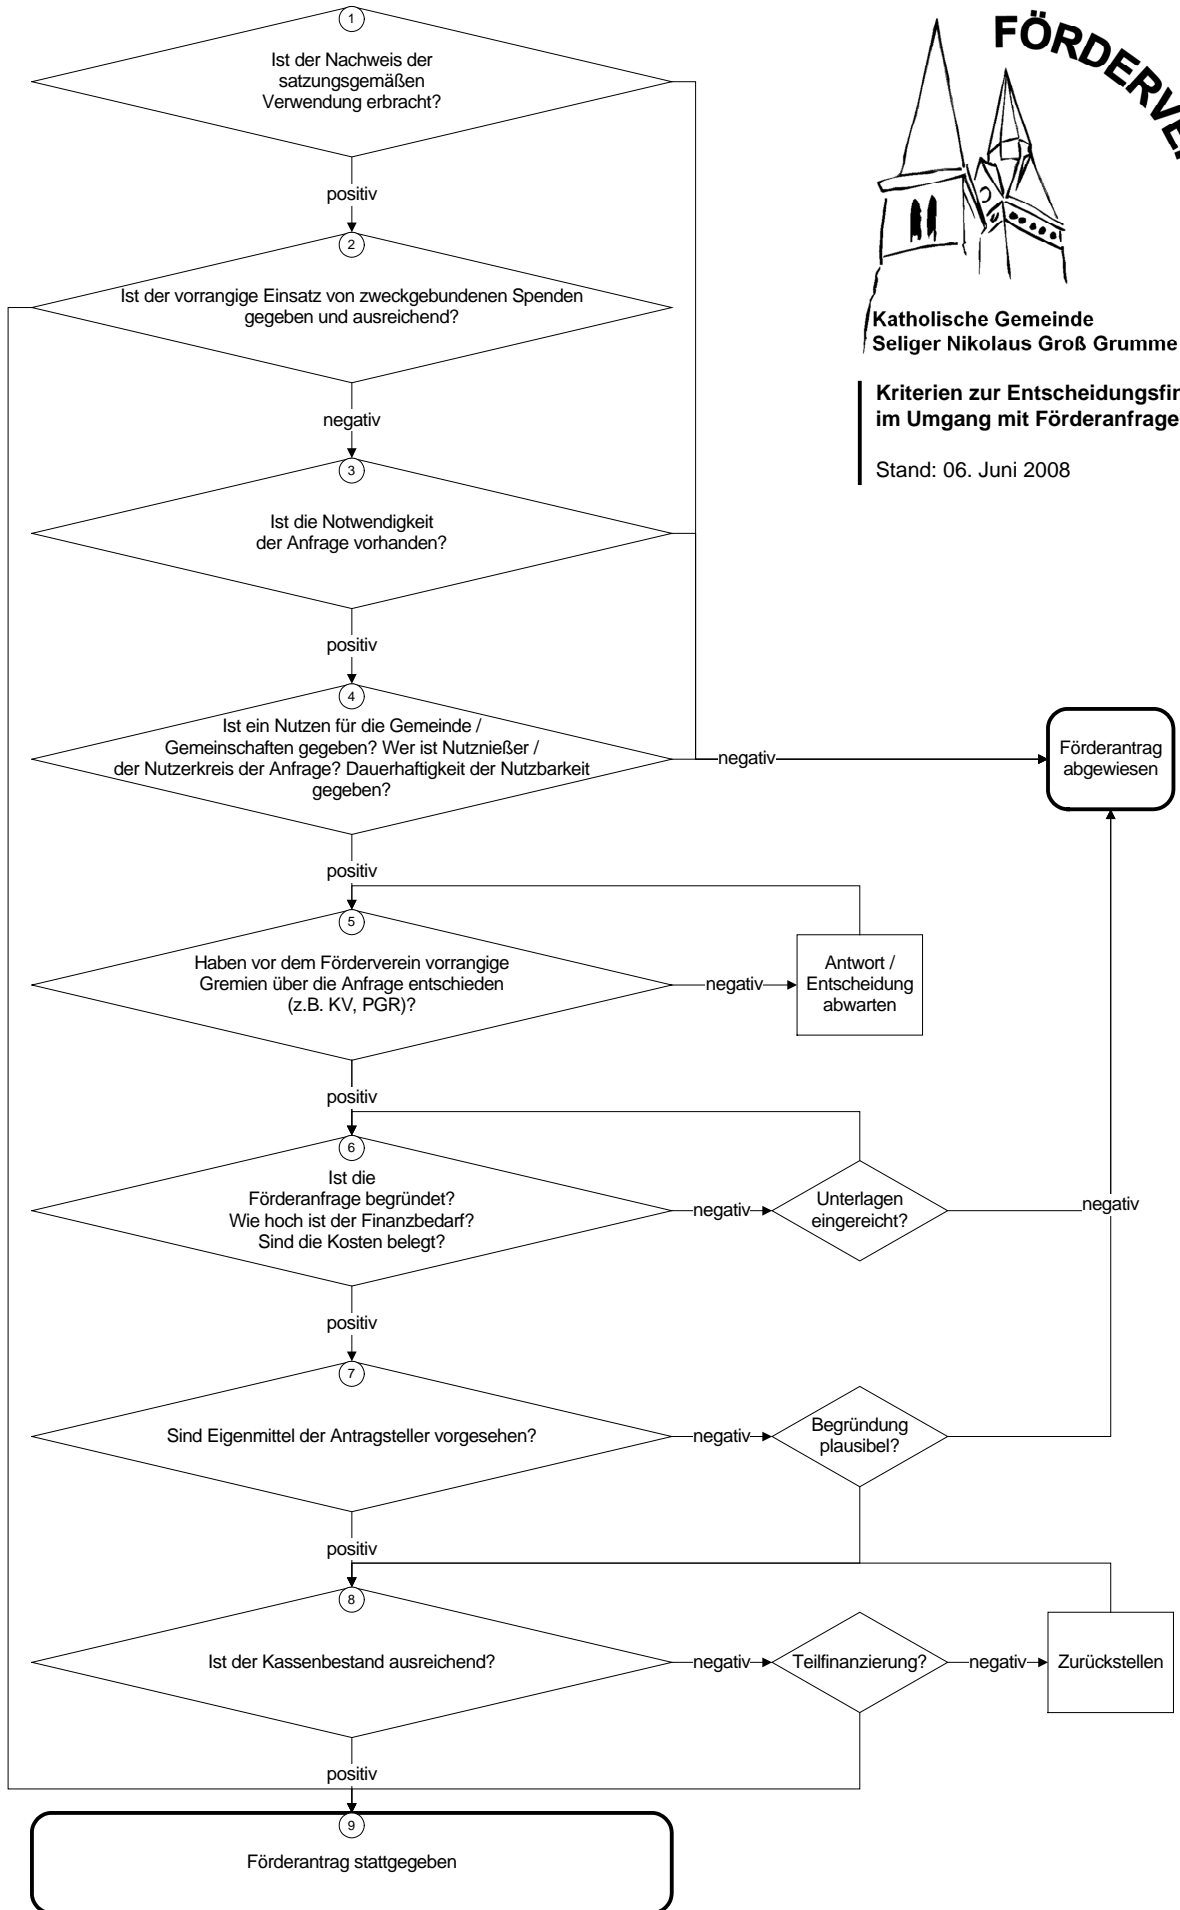 1
Ist der Nachweis der
satzungsgemäßen
Verwendung erbracht?
positiv
2
Ist der vorrangige Einsatz von zweckgebundenen Spenden
gegeben und ausreichend?
negativ
3
Ist die Notwendigkeit
der Anfrage vorhanden?
positiv
4
Ist ein Nutzen für die Gemeinde /
Gemeinschaften gegeben? Wer ist Nutznießer /
der Nutzerkreis der Anfrage? Dauerhaftigkeit der Nutzbarkeit
gegeben?
negativ
Förderantrag
abgewiesen
positiv
5
Haben vor dem Förderverein vorrangige
Gremien über die Anfrage entschieden
(z.B. KV, PGR)?
negativ
Antwort /
Entscheidung
abwarten
positiv
6
Ist die
Förderanfrage begründet?
Wie hoch ist der Finanzbedarf?
Sind die Kosten belegt?
negativ
Unterlagen
eingereicht?
negativ
positiv
7
Sind Eigenmittel der Antragsteller vorgesehen?
negativ
Begründung
plausibel?
positiv
8
Ist der Kassenbestand ausreichend?
negativ
Teilfinanzierung?
negativ
Zurückstellen
positiv
9
Förderantrag stattgegeben
FÖRDERVE
Katholische Gemeinde
Seliger Nikolaus Groß Grumme
Kriterien zur Entscheidungsfin
im Umgang mit Förderanfrage
Stand: 06. Juni 2008